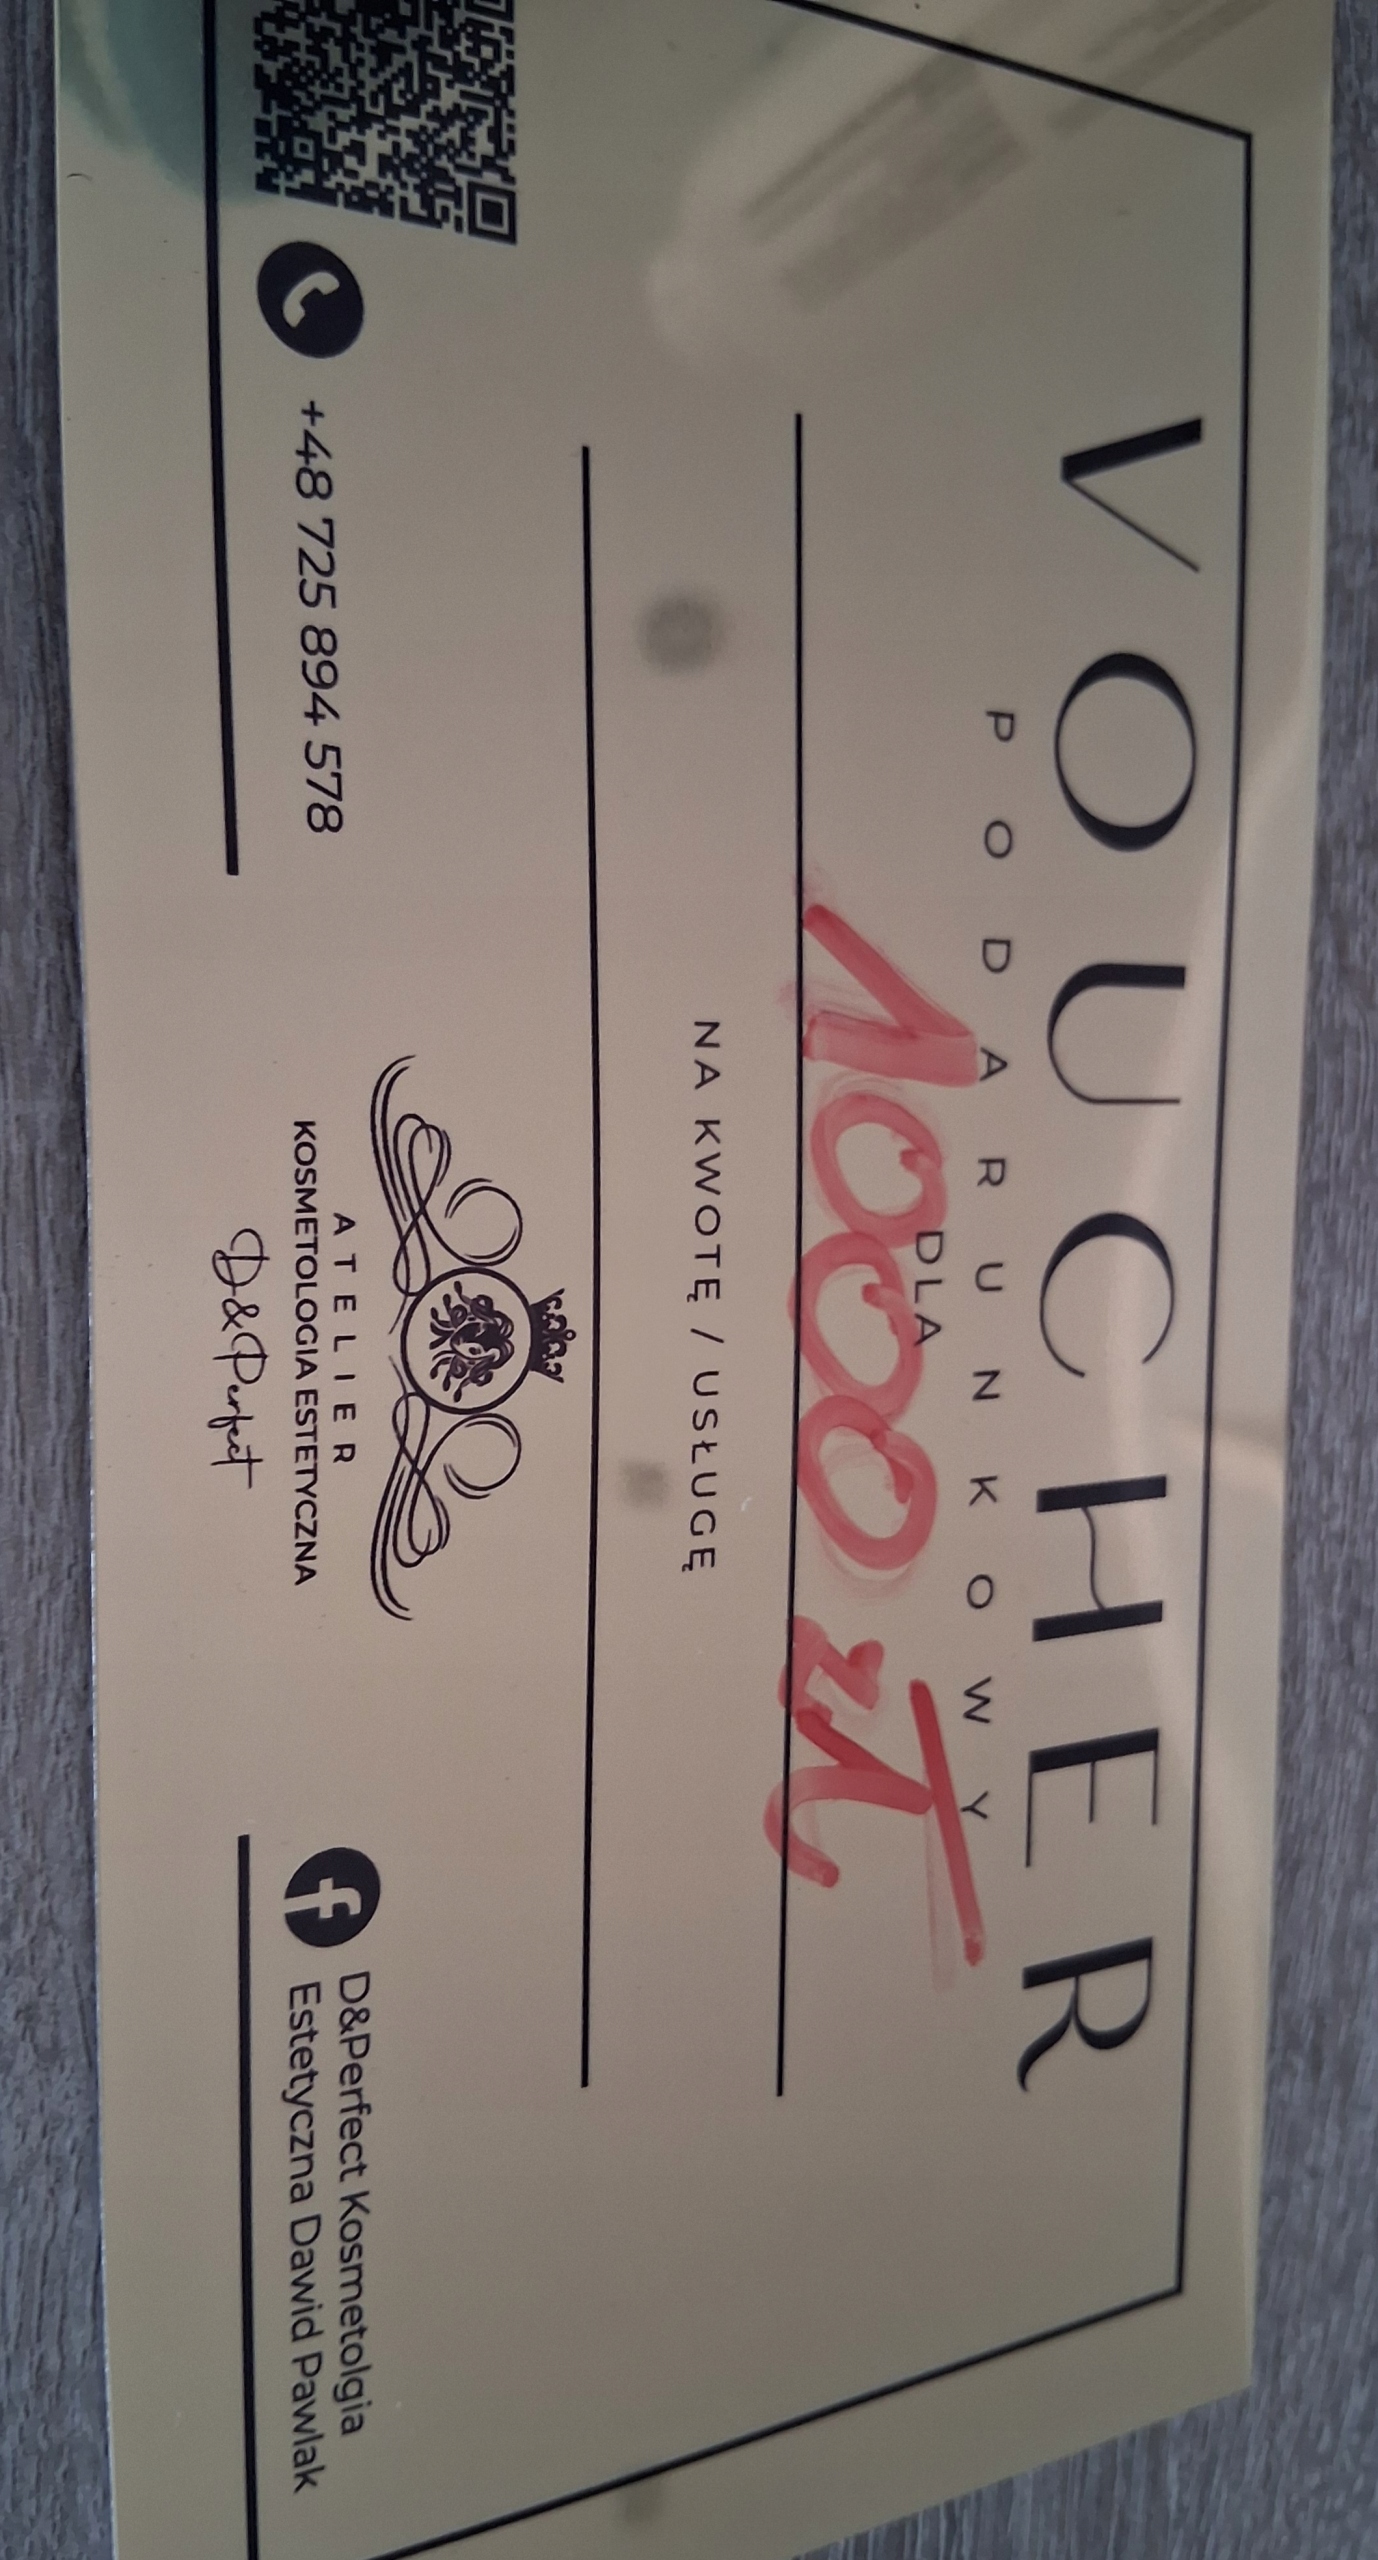 VOUCHER
PODARUNKOWY
DLA
1000 zł
NA KWOTĘ / USŁUGĘ
+48 725 894 578
ATELIER
KOSMETOLOGIA ESTETYCZNA
D&Perfect
D&Perfect Kosmetolgia
Estetyczna Dawid Pawlak